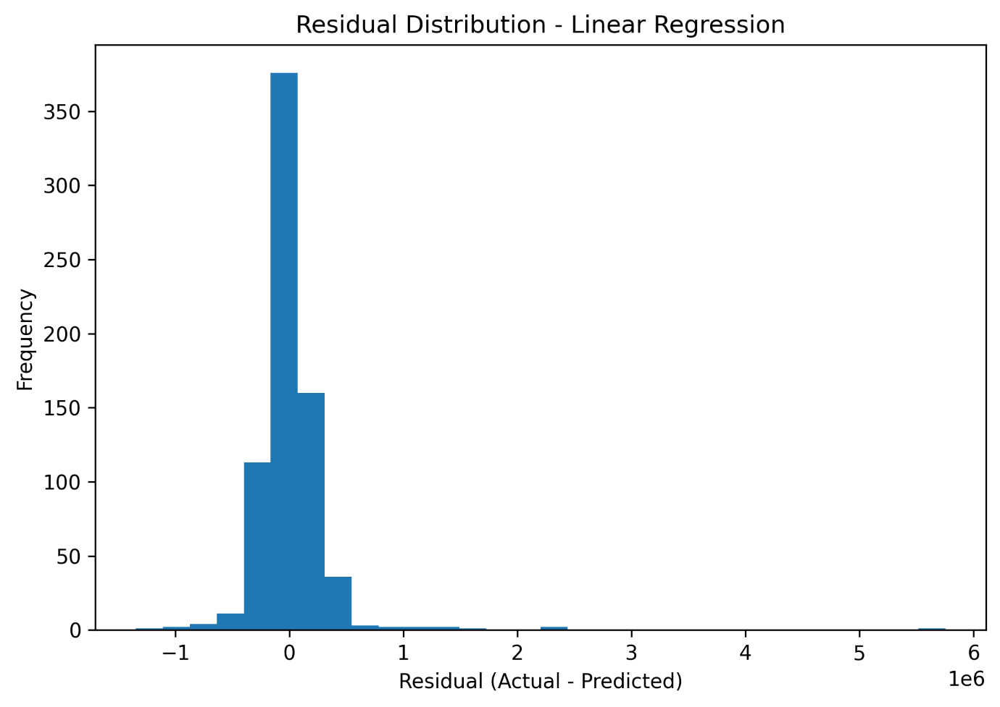 Residual Distribution - Linear Regression
Frequency
350
300
250
200
150
100
50
0
−1 0 1 2 3 4 5 6
1e6
Residual (Actual - Predicted)